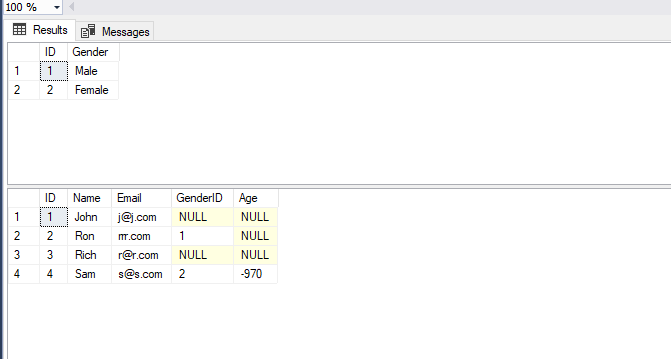 100 %
Results Messages
ID Gender
1 1 Male
2 2 Female
ID Name Email GenderID Age
1 1 John j@j.com NULL NULL
2 2 Ron rrr.com 1 NULL
3 3 Rich r@r.com NULL NULL
4 4 Sam s@s.com 2 -970